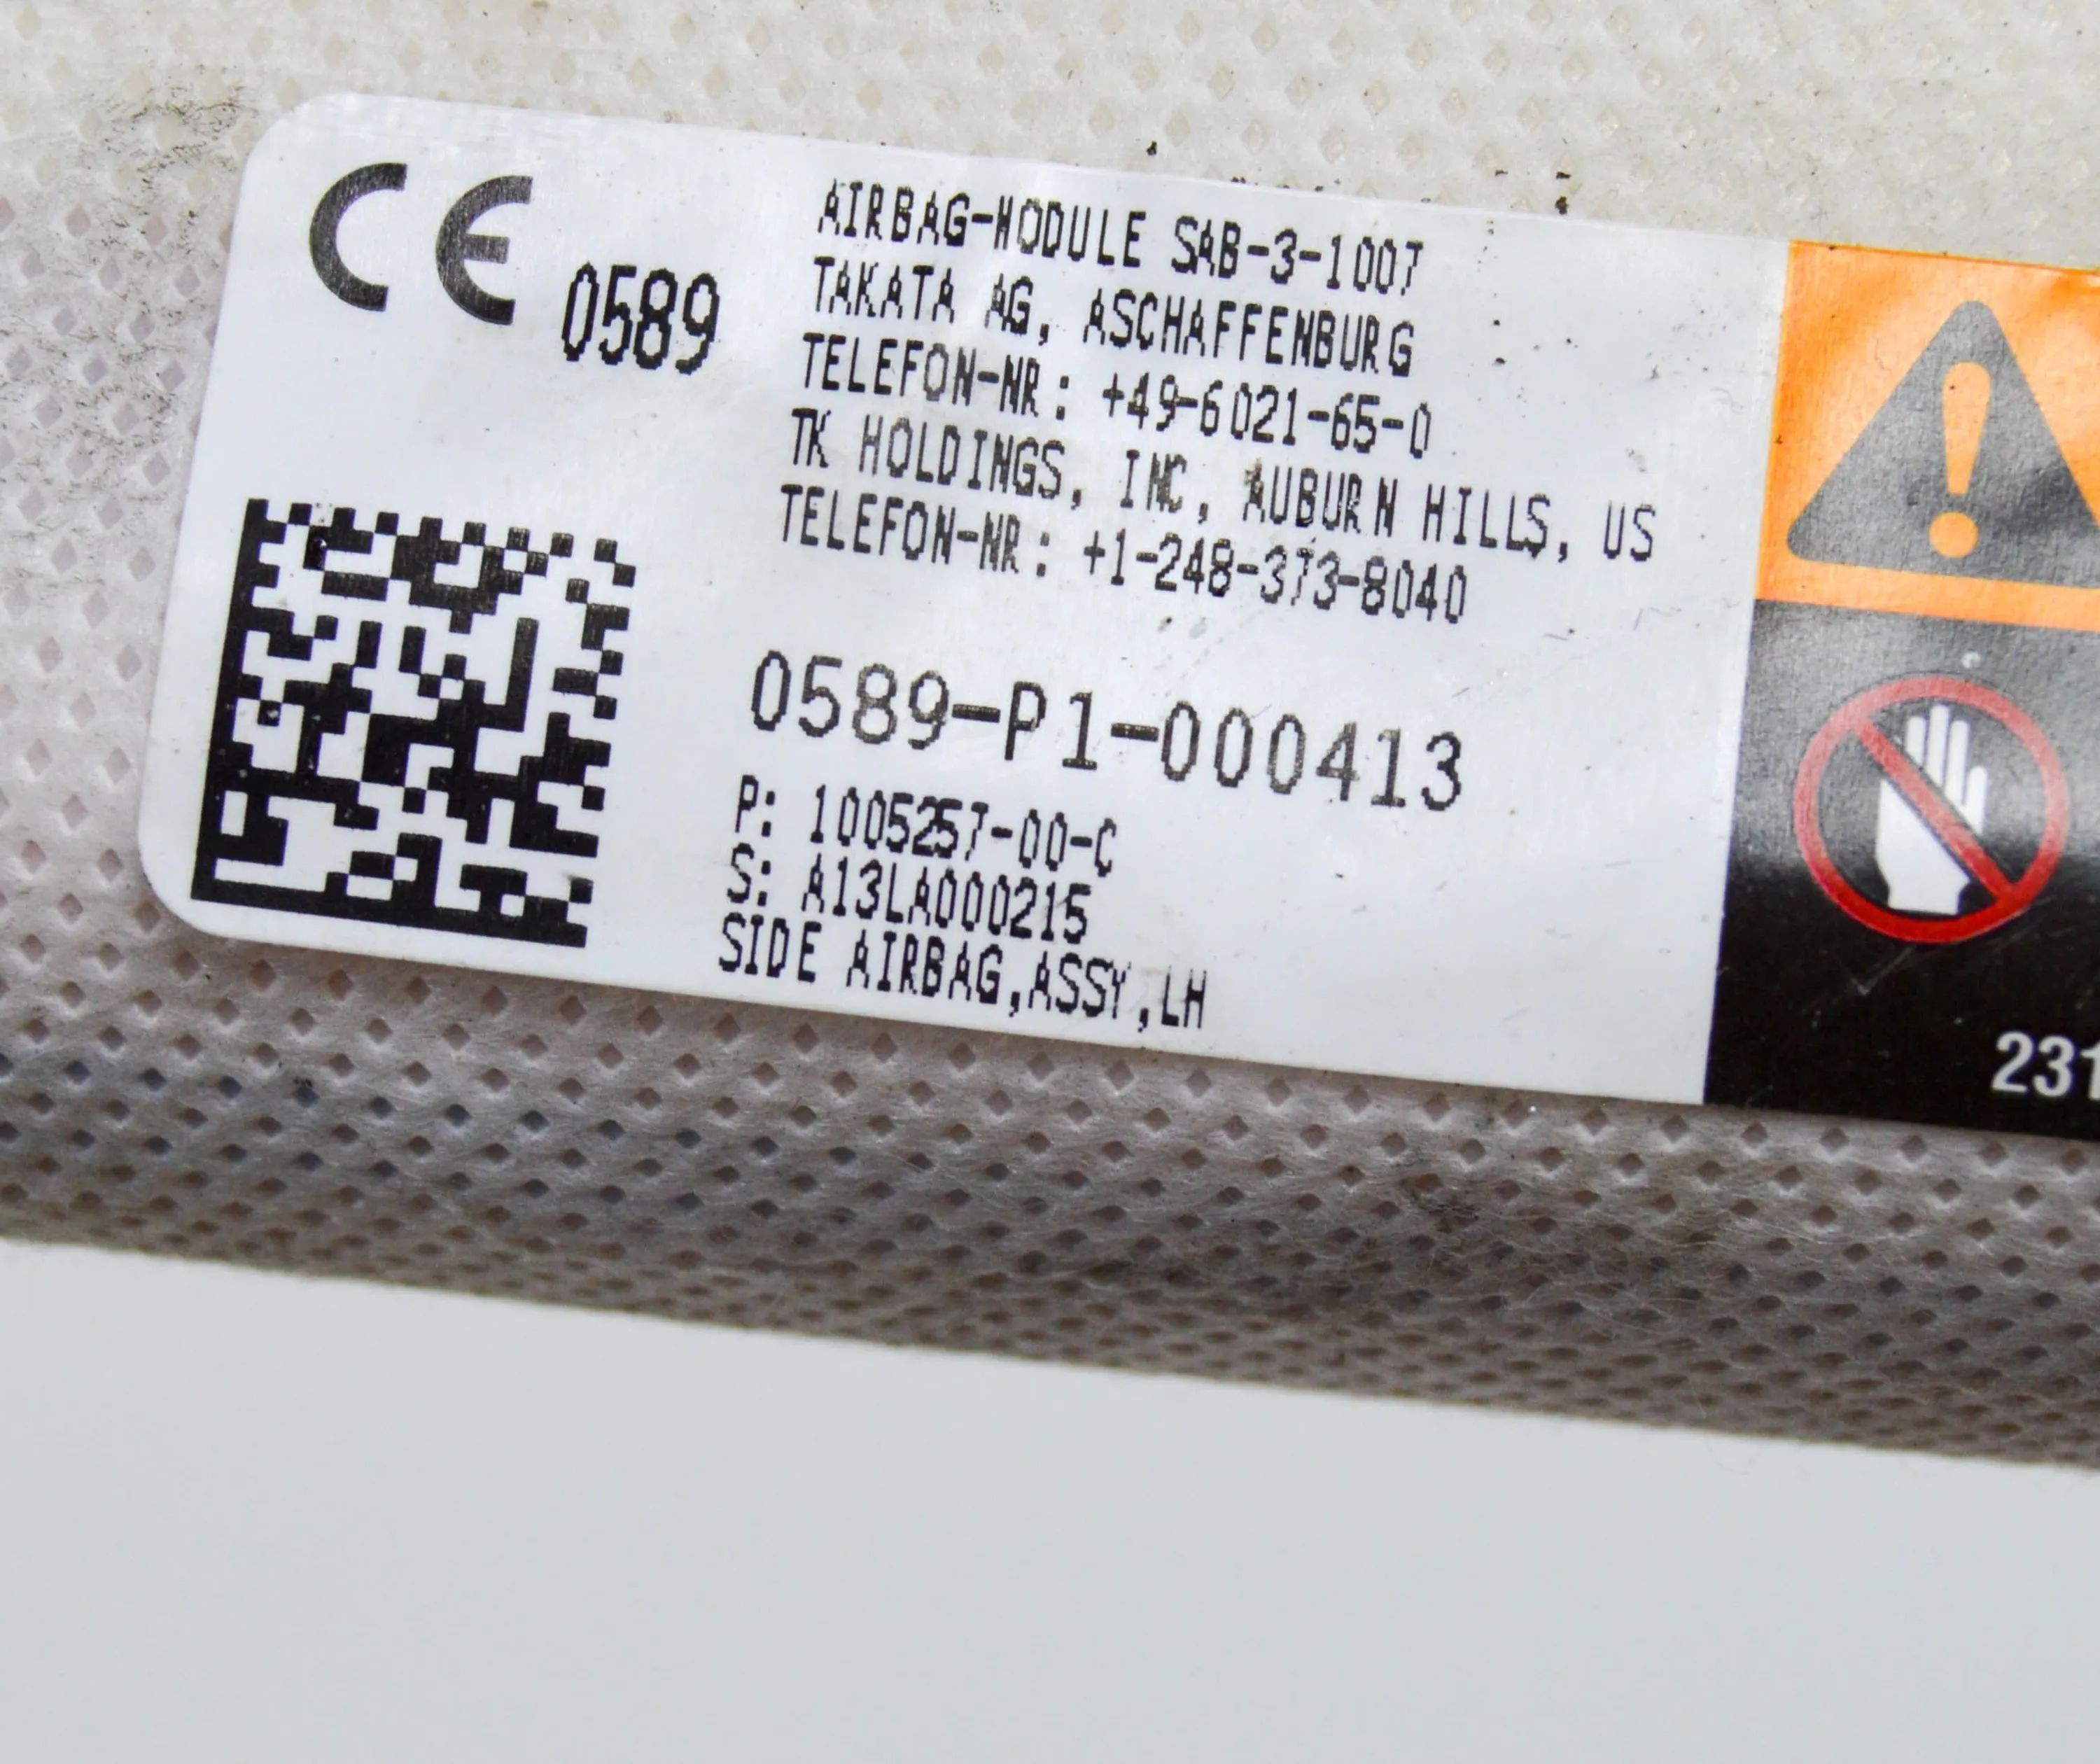 CE 0589
AIRBAG-MODULE SAB-3-1007
TAKATA AG, ASCHAFFENBURG
TELEFON-NR: +49-6021-65-0
TK HOLDINGS, INC, AUBURN HILLS, US
TELEFON-NR: +1-248-373-8040
0589-P1-000413
P: 1005257-00-C
S: A13LA000215
SIDE AIRBAG,ASSY,LH
231